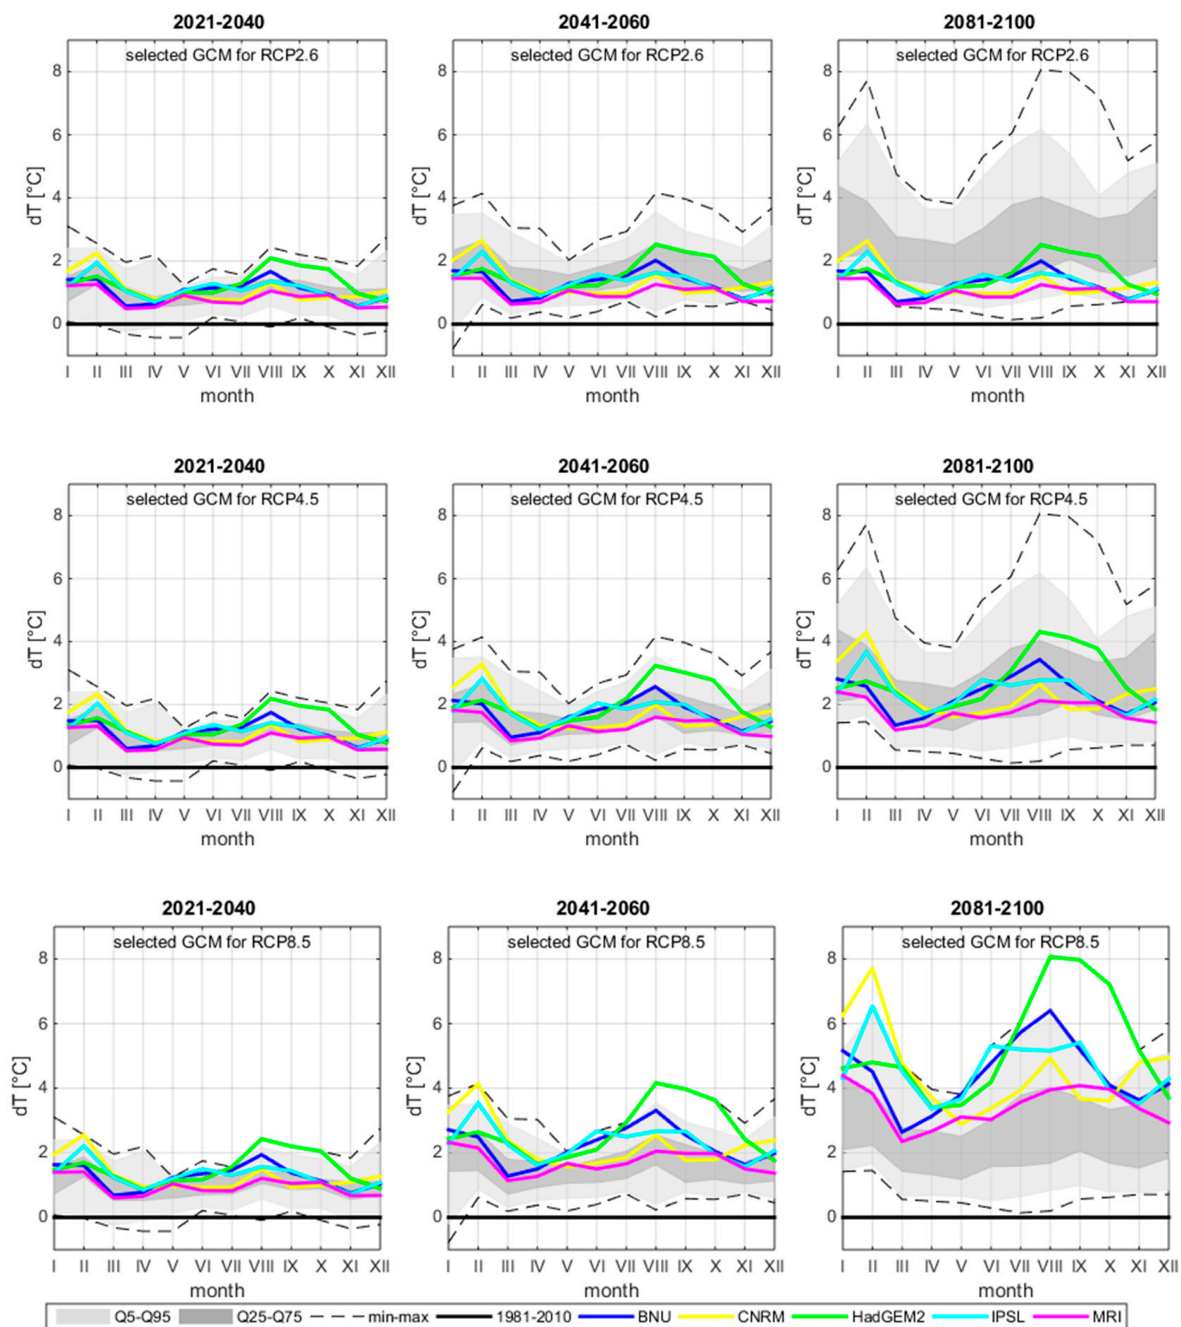 2021-2040 2041-2060 2081-2100
selected GCM for RCP2.6 selected GCM for RCP2.6 selected GCM for RCP2.6
8 8 8
6 6 6
4 4 4
2 2 2
0 0 0
dT [°C] dT [°C] dT [°C]
I II III IV V VI VII VIII IX X XI XII I II III IV V VI VII VIII IX X XI XII I II III IV V VI VII VIII IX X XI XII
month month month
2021-2040 2041-2060 2081-2100
selected GCM for RCP4.5 selected GCM for RCP4.5 selected GCM for RCP4.5
8 8 8
6 6 6
4 4 4
2 2 2
0 0 0
dT [°C] dT [°C] dT [°C]
I II III IV V VI VII VIII IX X XI XII I II III IV V VI VII VIII IX X XI XII I II III IV V VI VII VIII IX X XI XII
month month month
2021-2040 2041-2060 2081-2100
selected GCM for RCP8.5 selected GCM for RCP8.5 selected GCM for RCP8.5
8 8 8
6 6 6
4 4 4
2 2 2
0 0 0
dT [°C] dT [°C] dT [°C]
I II III IV V VI VII VIII IX X XI XII I II III IV V VI VII VIII IX X XI XII I II III IV V VI VII VIII IX X XI XII
month month month
Q5-Q95 Q25-Q75 min-max 1981-2010 BNU CNRM HadGEM2 IPSL MRI